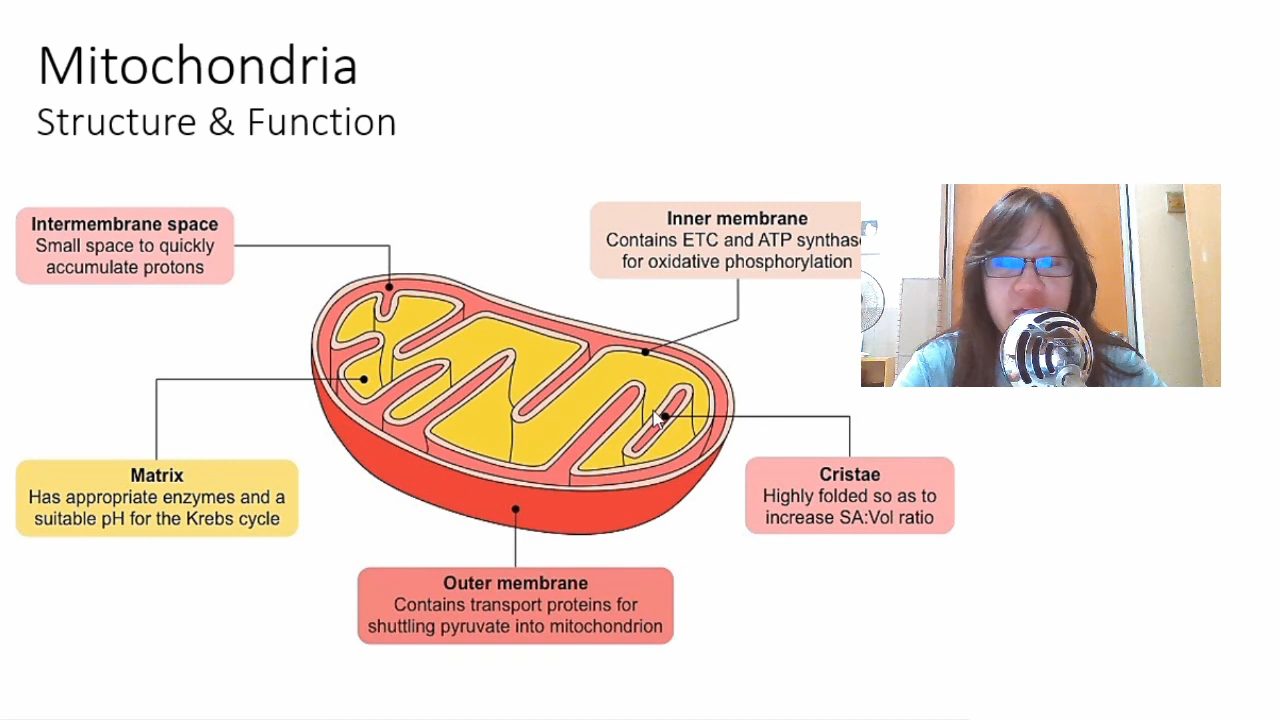 Mitochondria
Structure & Function
Intermembrane space
Small space to quickly
accumulate protons
Inner membrane
Contains ETC and ATP synthas
for oxidative phosphorylation
Matrix
Has appropriate enzymes and a
suitable pH for the Krebs cycle
Cristae
Highly folded so as to
increase SA:Vol ratio
Outer membrane
Contains transport proteins for
shuttling pyruvate into mitochondrion